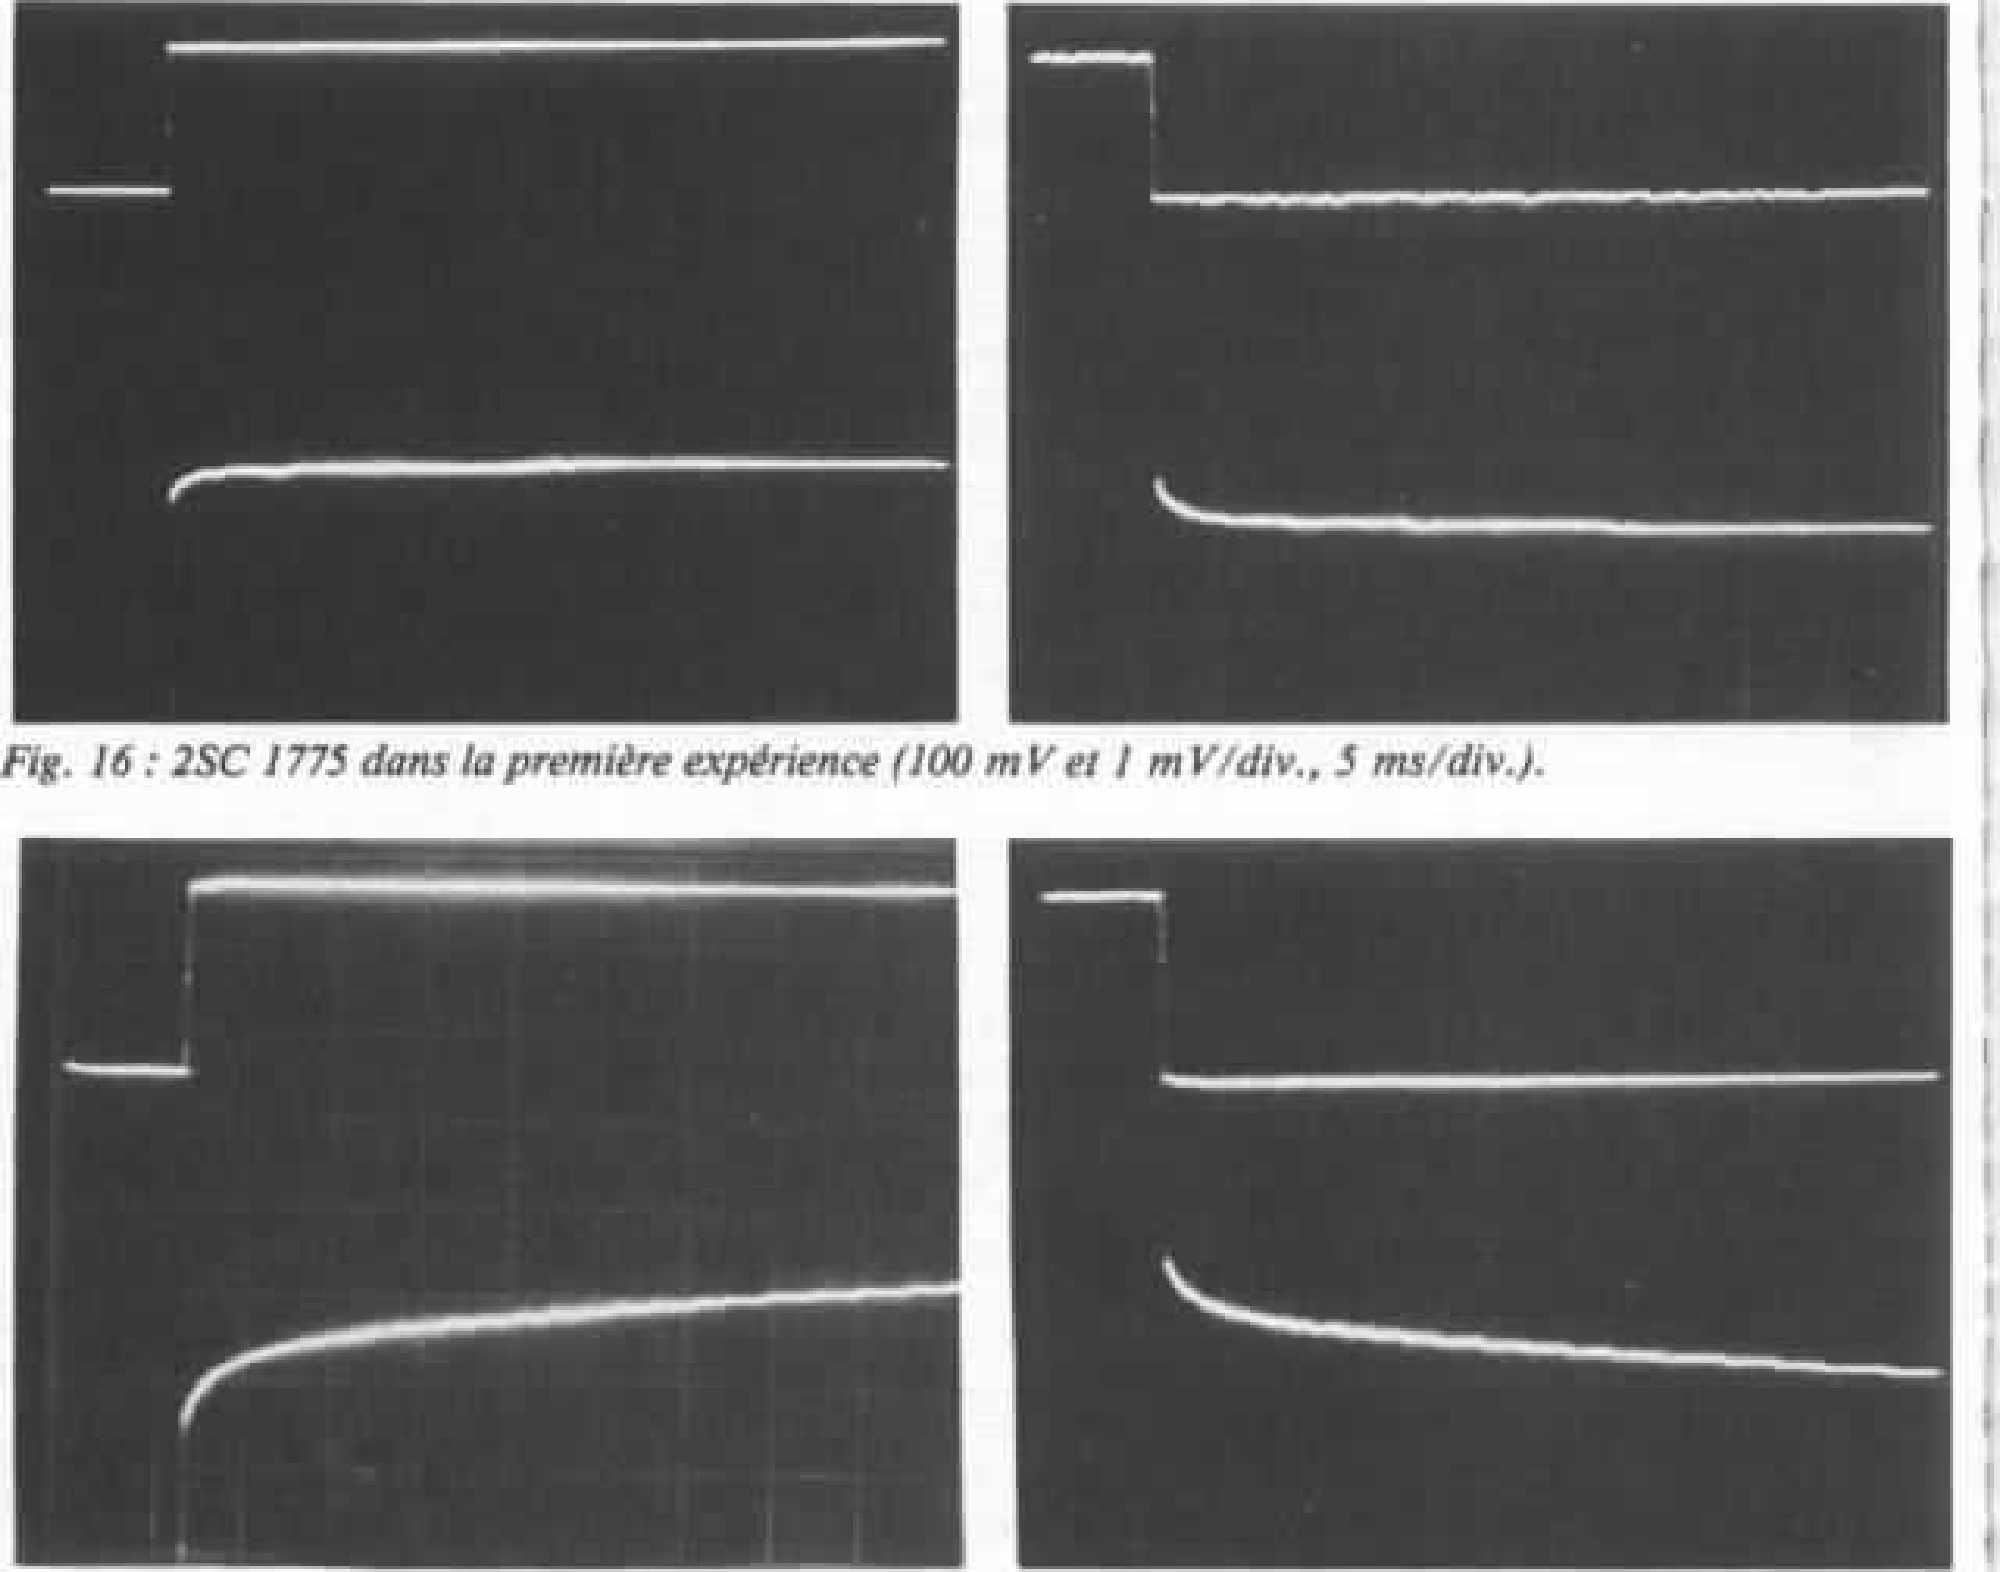 Fig. 16 : 2SC 1775 dans la première expérience (100 mV et 1 mV/div., 5 ms/div.).